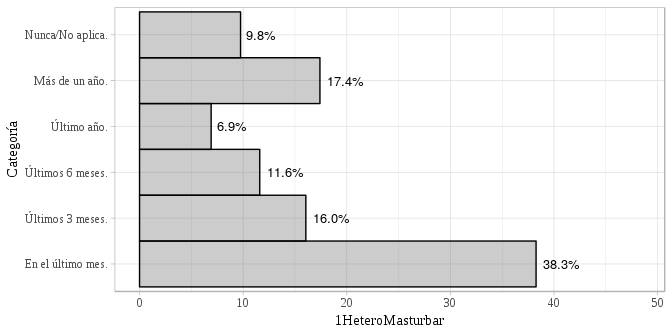 Categoría
Nunca/No aplica.
9.8%
Más de un año.
17.4%
Último año.
6.9%
Últimos 6 meses.
11.6%
Últimos 3 meses.
16.0%
En el último mes.
38.3%
0 10 20 30 40 50
1HeteroMasturbar